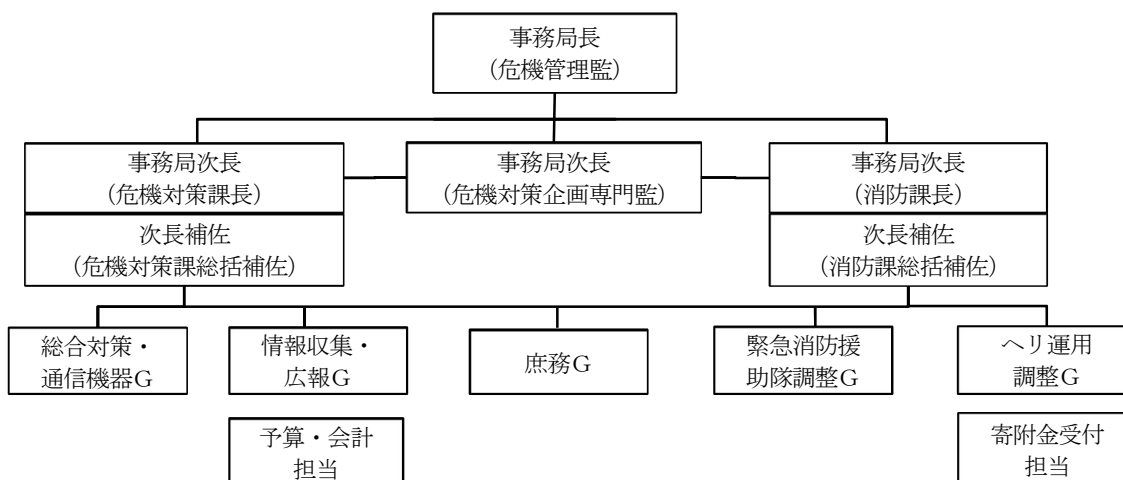 事務局長
（危機管理監）
事務局次長
（危機対策課長）
事務局次長
（危機対策企画専門監）
事務局次長
（消防課長）
次長補佐
（危機対策課総括補佐）
次長補佐
（消防課総括補佐）
総合対策・
通信機器G
情報収集・
広報G
庶務G
緊急消防援
助隊調整G
ヘリ運用
調整G
予算・会計
担当
寄附金受付
担当